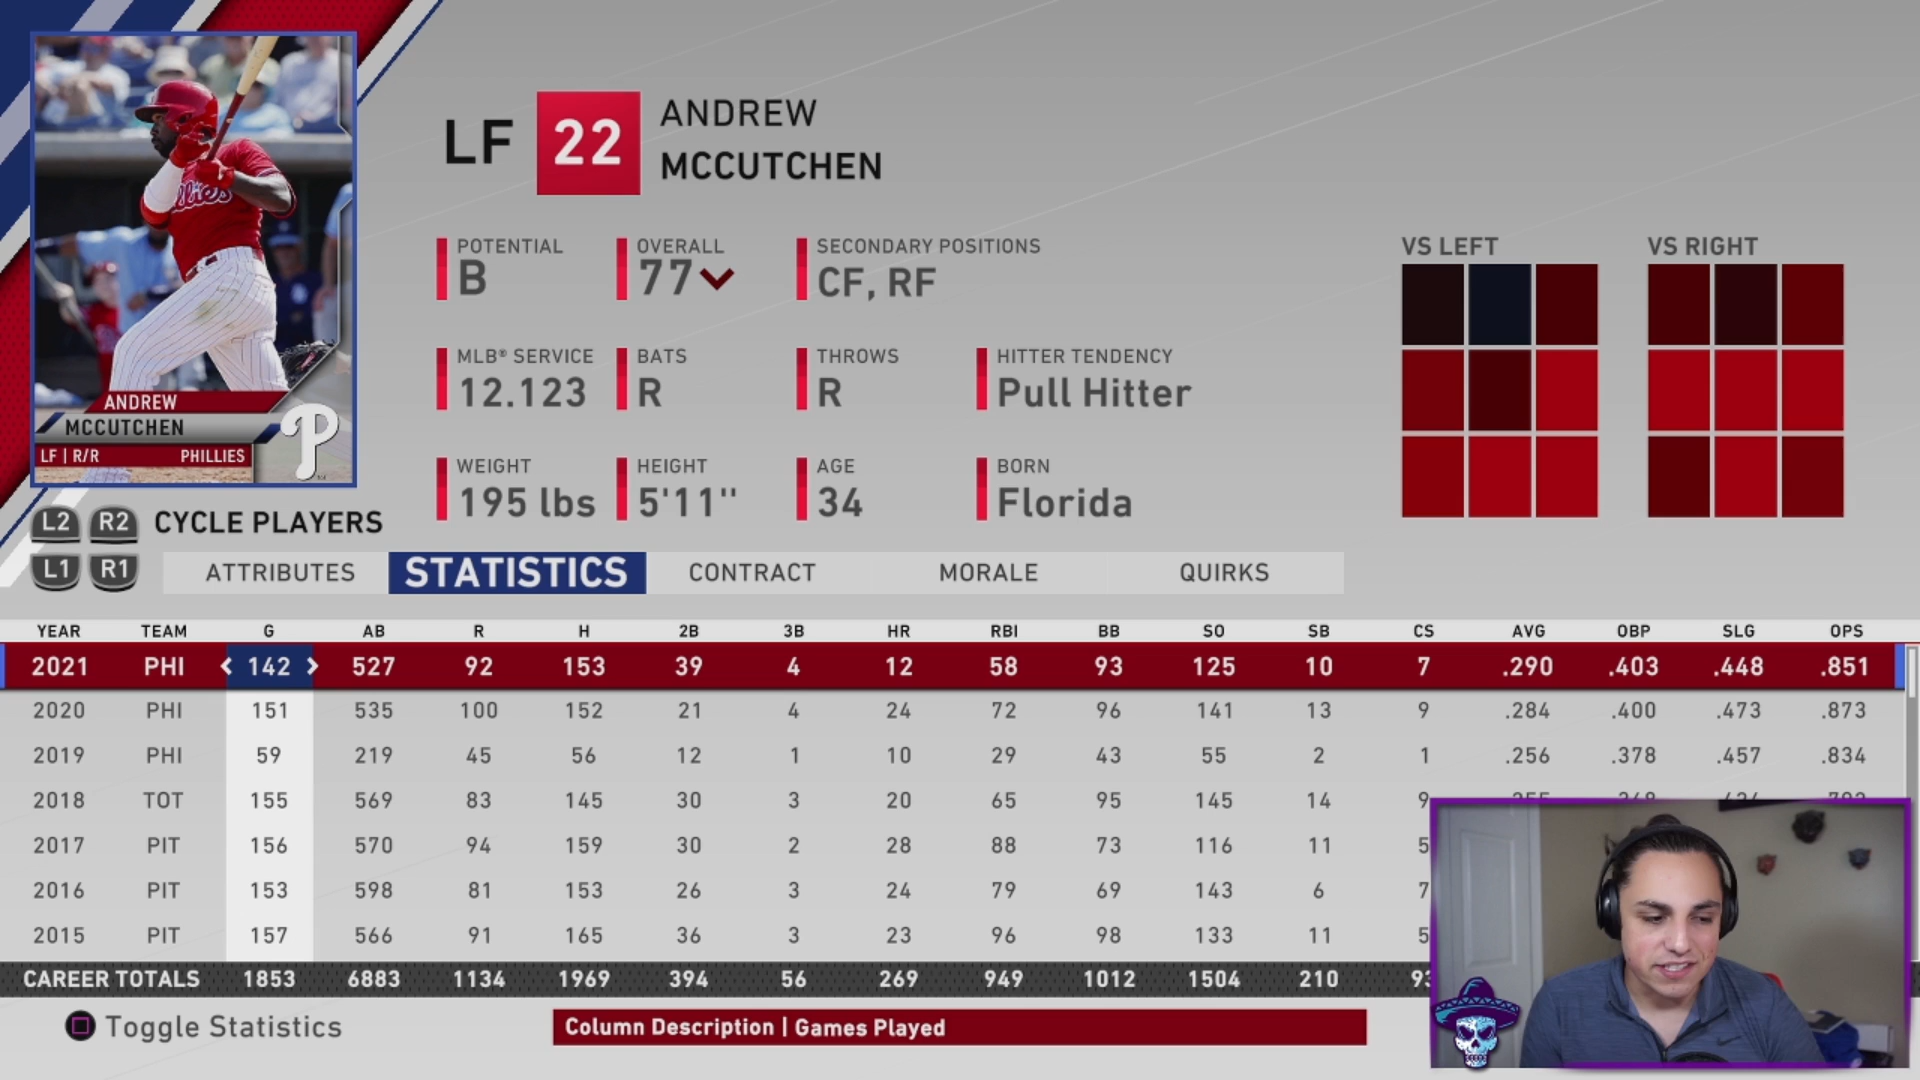 LF 22 ANDREW
MCCUTCHEN
POTENTIAL OVERALL SECONDARY POSITIONS
B 77 CF, RF
VS LEFT VS RIGHT
MLB® SERVICE BATS THROWS HITTER TENDENCY
12.123 R R Pull Hitter
WEIGHT HEIGHT AGE BORN
195 lbs 5'11'' 34 Florida
Phillies
ANDREW
MCCUTCHEN
LF | R/R PHILLIES
P
L2 R2 CYCLE PLAYERS
L1 R1
ATTRIBUTES STATISTICS CONTRACT MORALE QUIRKS
YEAR TEAM G AB R H 2B 3B HR RBI BB SO SB CS AVG OBP SLG OPS
2021 PHI < 142 > 527 92 153 39 4 12 58 93 125 10 7 .290 .403 .448 .851
2020 PHI 151 535 100 152 21 4 24 72 96 141 13 9 .284 .400 .473 .873
2019 PHI 59 219 45 56 12 1 10 29 43 55 2 1 .256 .378 .457 .834
2018 TOT 155 569 83 145 30 3 20 65 95 145 14 9
2017 PIT 156 570 94 159 30 2 28 88 73 116 11 5
2016 PIT 153 598 81 153 26 3 24 79 69 143 6 7
2015 PIT 157 566 91 165 36 3 23 96 98 133 11 5
CAREER TOTALS 1853 6883 1134 1969 394 56 269 949 1012 1504 210 93
Toggle Statistics
Column Description | Games Played